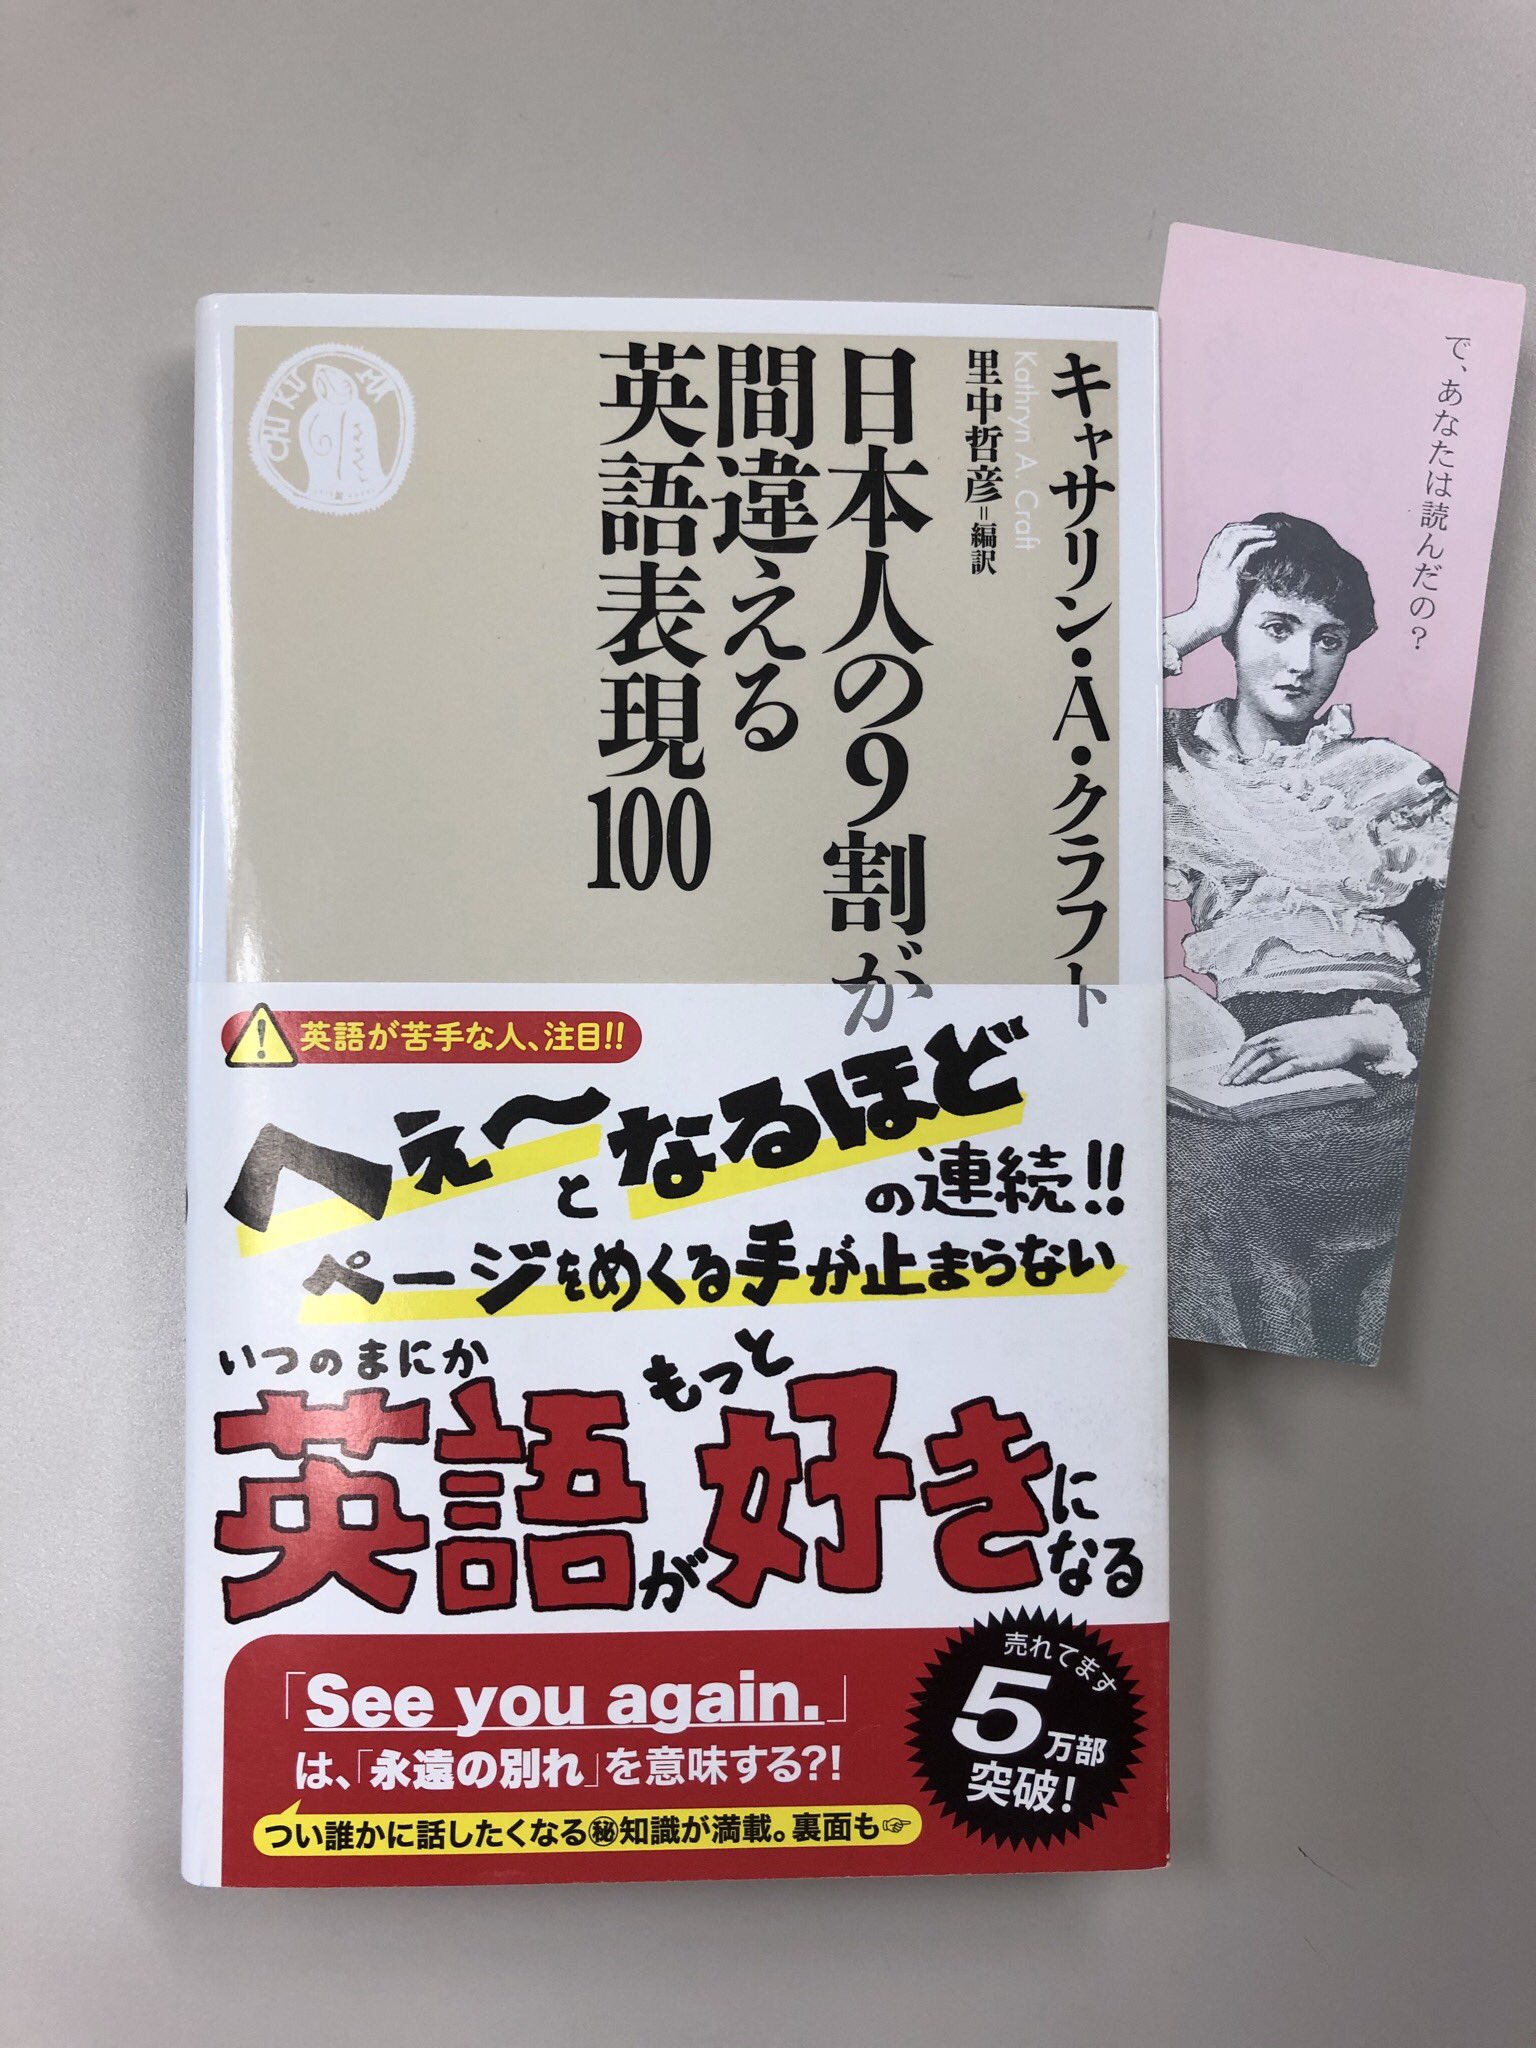 キャサリン・A・クラフト
Kathryn A. Craft
里中哲彦=編訳
日本人の9割が
間違える
英語表現100
CHIKUMA
英語が苦手な人、注目!!
へぇ〜となるほどの連続!!
ページをめくる手が止まらない
いつのまにか
英語がもっと好きになる
「See you again.」
は、「永遠の別れ」を意味する?!
つい誰かに話したくなる㊙知識が満載。裏面も☞
売れてます
5万部
突破!
で、あなたは読んだの?